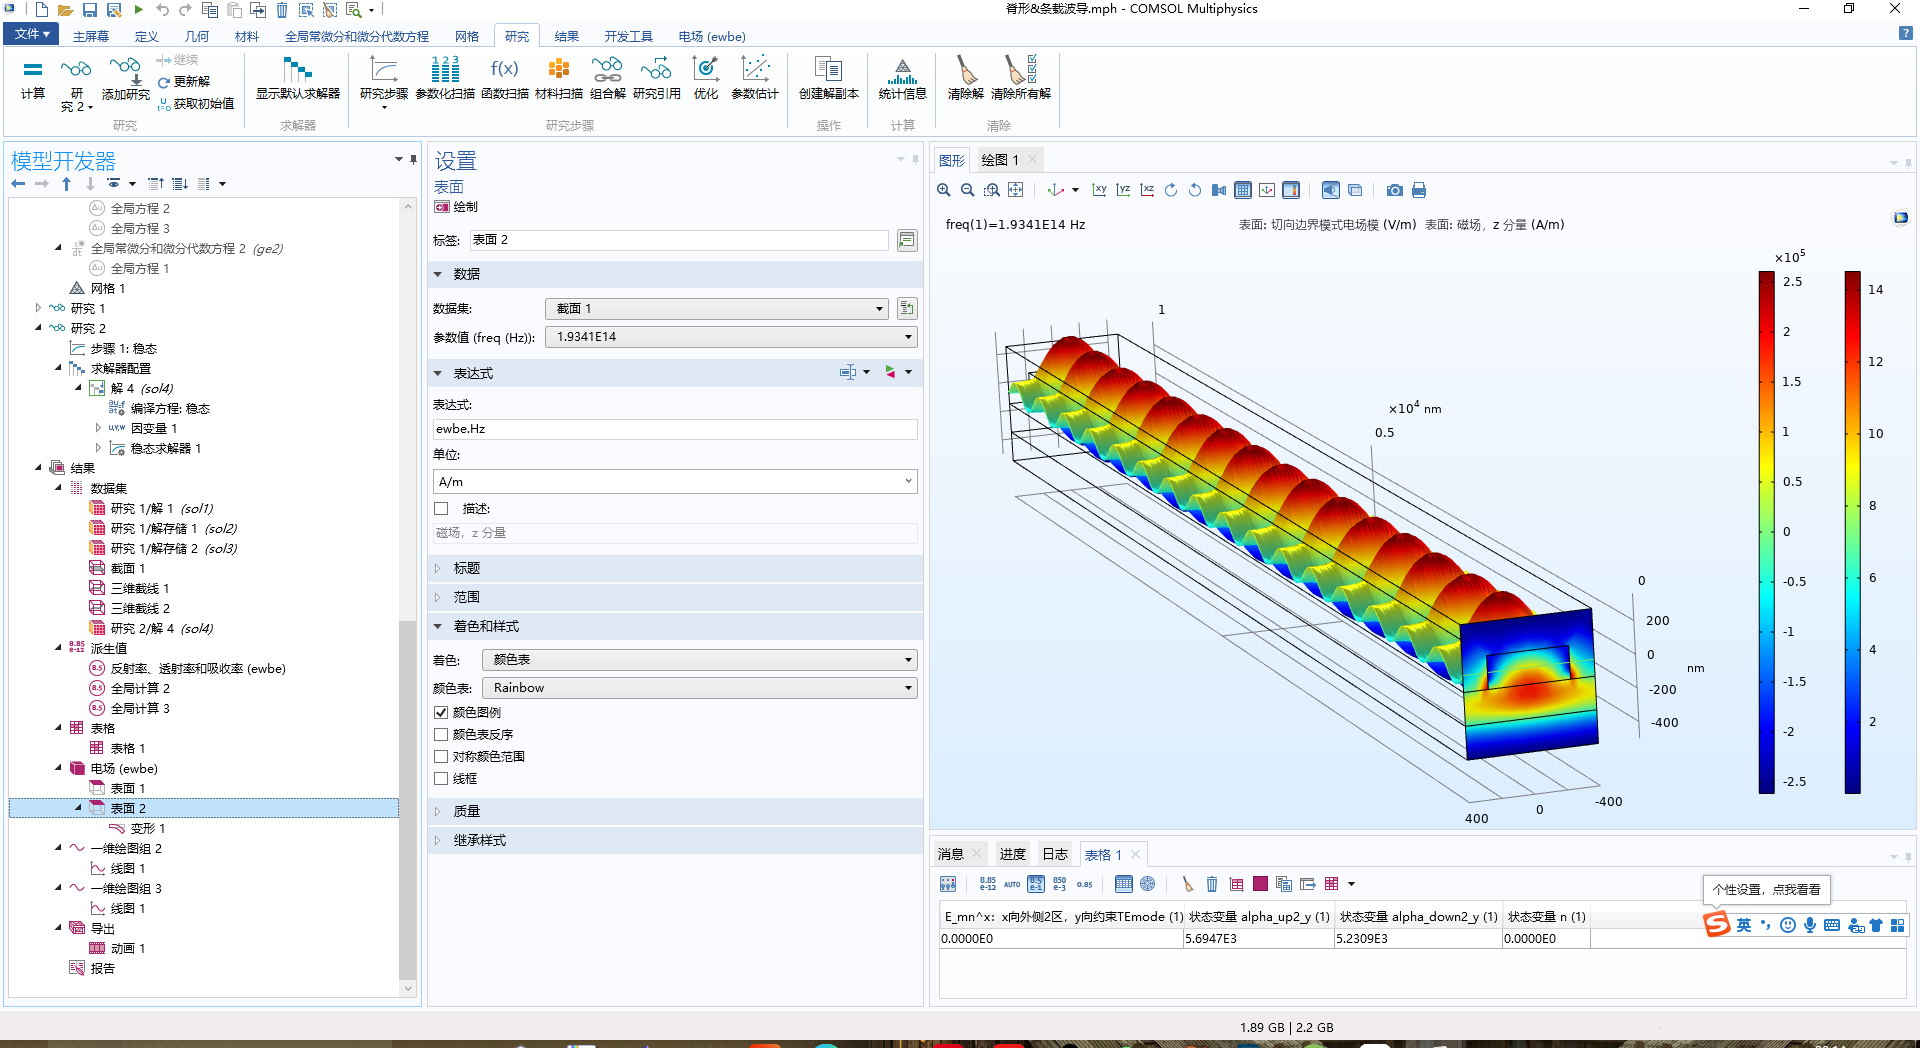 脊形&条载波导.mph - COMSOL Multiphysics
文件
主屏幕
定义
几何
材料
全局常微分和微分代数方程
网格
研究
结果
开发工具
电场 (ewbe)
计算
研
究 2
添加研究
继续
更新解
获取初始值
研究
显示默认求解器
求解器
研究步骤
参数化扫描
函数扫描
材料扫描
组合解
研究引用
优化
参数估计
研究步骤
创建解副本
操作
统计信息
计算
清除解
清除所有解
清除
模型开发器
全局方程 2
全局方程 3
全局常微分和微分代数方程 2 (ge2)
全局方程 1
网格 1
研究 1
研究 2
步骤 1: 稳态
求解器配置
解 4 (sol4)
编译方程: 稳态
因变量 1
稳态求解器 1
结果
数据集
研究 1/解 1 (sol1)
研究 1/解存储 1 (sol2)
研究 1/解存储 2 (sol3)
截面 1
三维截线 1
三维截线 2
研究 2/解 4 (sol4)
派生值
反射率、透射率和吸收率 (ewbe)
全局计算 2
全局计算 3
表格
表格 1
电场 (ewbe)
表面 1
表面 2
变形 1
一维绘图组 2
线图 1
一维绘图组 3
线图 1
导出
动画 1
报告
设置
表面
绘制
标签: 表面 2
数据
数据集: 截面 1
参数值 (freq (Hz)): 1.9341E14
表达式
表达式:
ewbe.Hz
单位:
A/m
描述:
磁场，z 分量
标题
范围
着色和样式
着色: 颜色表
颜色表: Rainbow
颜色图例
颜色表反序
对称颜色范围
线框
质量
继承样式
图形
绘图 1
freq(1)=1.9341E14 Hz
表面: 切向边界模式电场模 (V/m) 表面: 磁场，z 分量 (A/m)
×10⁵
2.5
2
1.5
1
0.5
0
-0.5
-1
-1.5
-2
-2.5
14
12
10
8
6
4
2
1
×10⁴ nm
0.5
0
200
0
nm
-200
-400
-400
0
400
消息
进度
日志
表格 1
8.85
e-12
AUTO
8.5
e-1
850
e-3
0.85
E_mn^x: x向外侧2区，y向约束TEmode (1)
状态变量 alpha_up2_y (1)
状态变量 alpha_down2_y (1)
状态变量 n (1)
0.0000E0
5.6947E3
5.2309E3
0.0000E0
个性设置，点我看看
英
1.89 GB | 2.2 GB